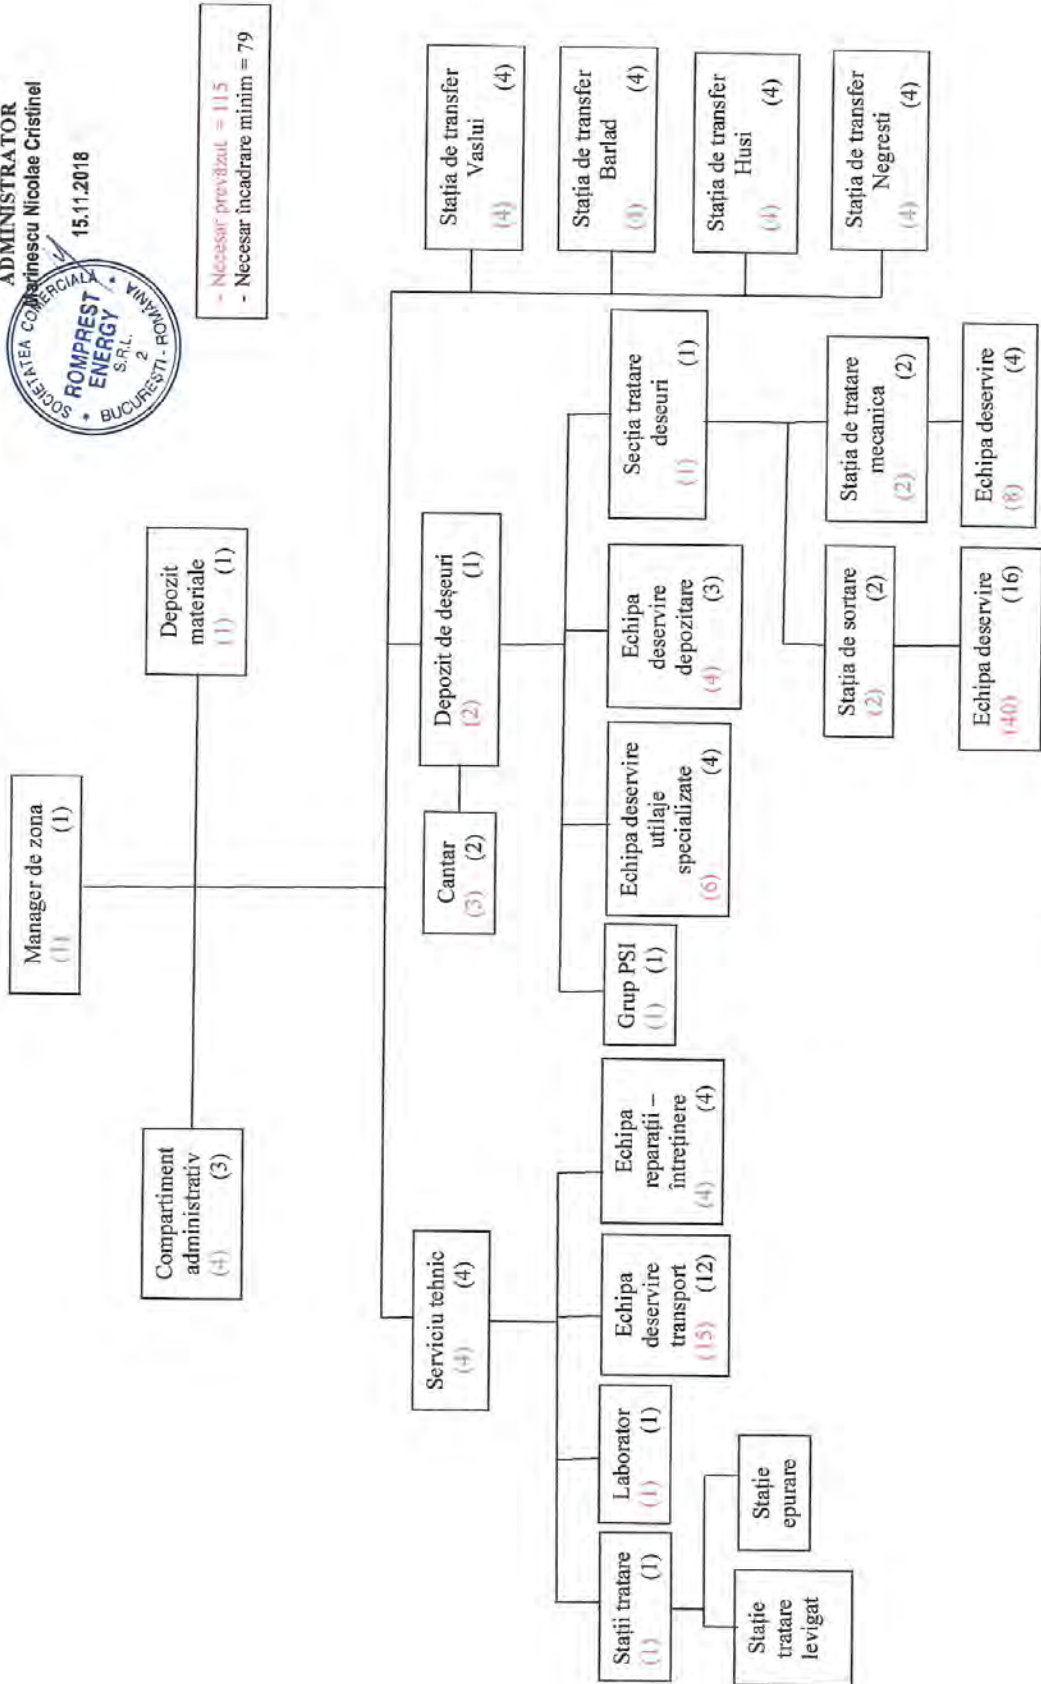 ADMINISTRATOR
Marinescu Nicolae Cristinel
15.11.2018
SOCIETATEA COMERCIALĂ
ROMPREST
ENERGY
S.R.L.
2
BUCUREȘTI - ROMÂNIA
- Necesar prevăzut = 115
- Necesar încadrare minim = 79
Manager de zona
(1) (1)
Compartiment
administrativ
(4) (3)
Depozit
materiale
(1) (1)
Serviciu tehnic
(4) (4)
Cantar
(3) (2)
Depozit de deșeuri
(2) (1)
Stația de transfer
Vaslui
(4) (4)
Stația de transfer
Barlad
(4) (4)
Stația de transfer
Husi
(4) (4)
Stația de transfer
Negresti
(4) (4)
Stații tratare
(1) (1)
Laborator
(1) (1)
Echipa
deservire
transport
(15) (12)
Echipa
reparații –
întreținere
(4) (4)
Grup PSI
(1) (1)
Echipa deservire
utilaje
specializate
(6) (4)
Echipa
deservire
depozitare
(4) (3)
Secția tratare
deseuri
(1) (1)
Stație
tratare
levigat
Stație
epurare
Stația de sortare
(2) (2)
Stația de tratare
mecanica
(2) (2)
Echipa deservire
(40) (16)
Echipa deservire
(8) (4)